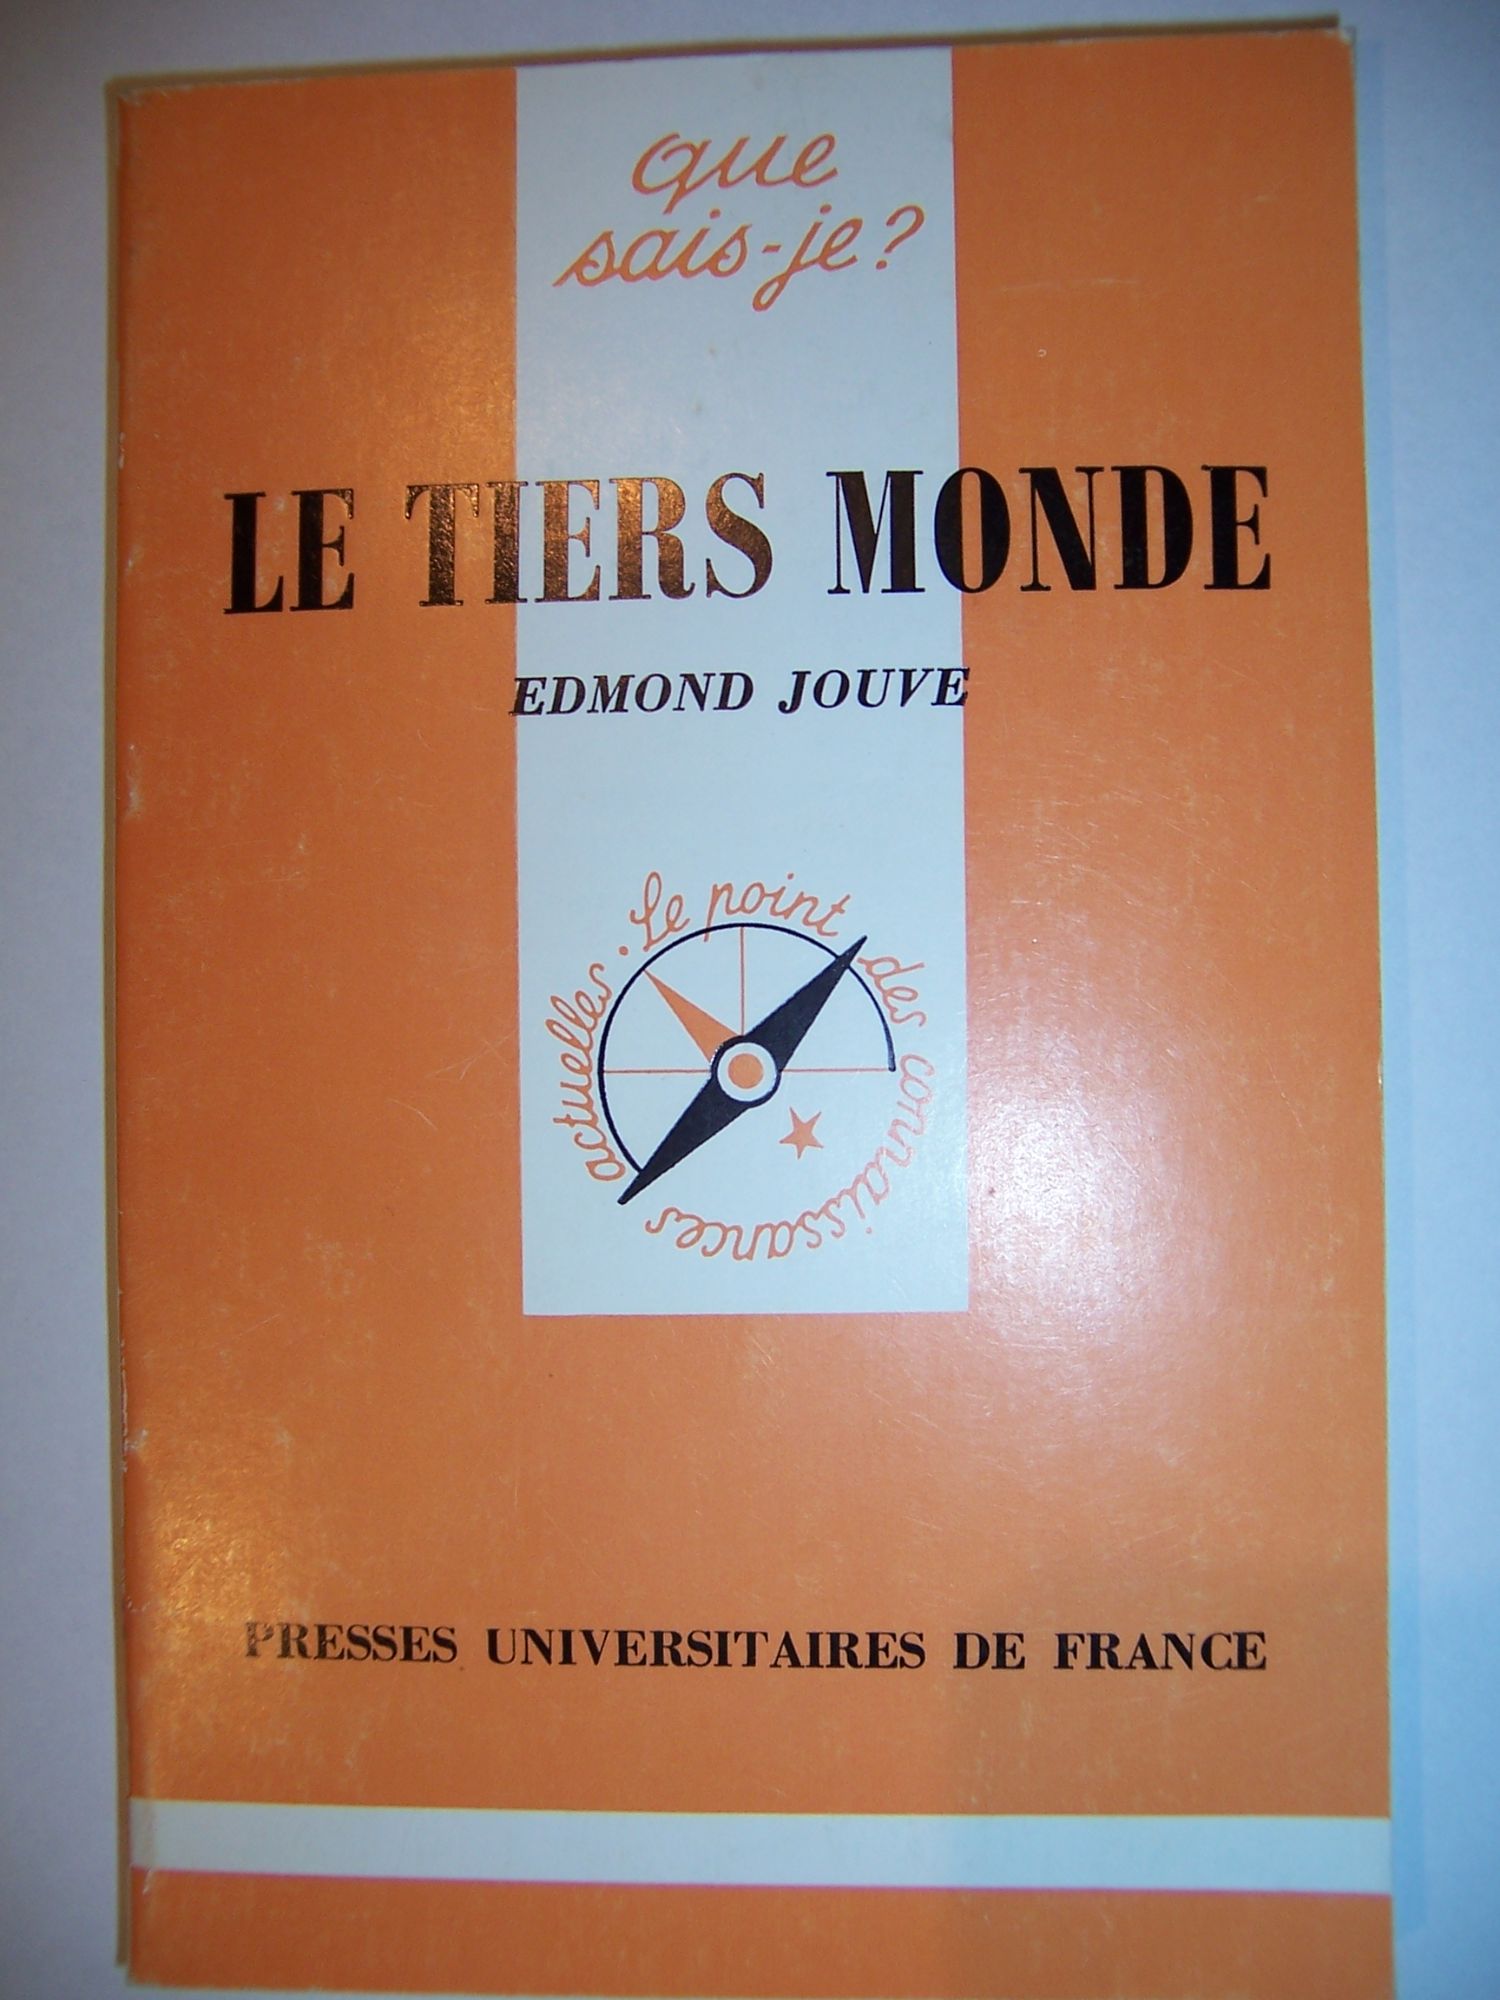 que
sais-je?
LE TIERS MONDE
EDMOND JOUVE
Le point des connaissances actuelles.
PRESSES UNIVERSITAIRES DE FRANCE